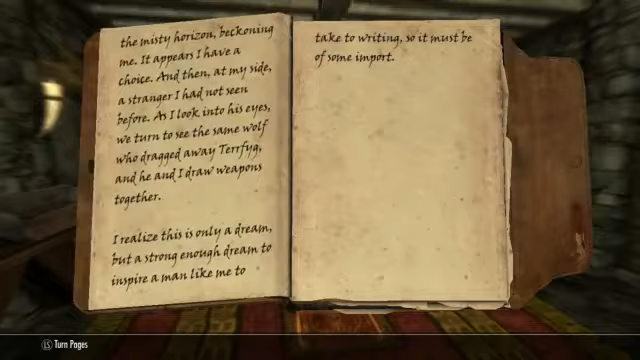 the misty horizon, beckoning
me. It appears I have a
choice. And then, at my side,
a stranger I had not seen
before. As I look into his eyes,
we turn to see the same wolf
who dragged away Terrfyg,
and he and I draw weapons
together.
I realize this is only a dream,
but a strong enough dream to
inspire a man like me to
take to writing, so it must be
of some import.
LS Turn Pages